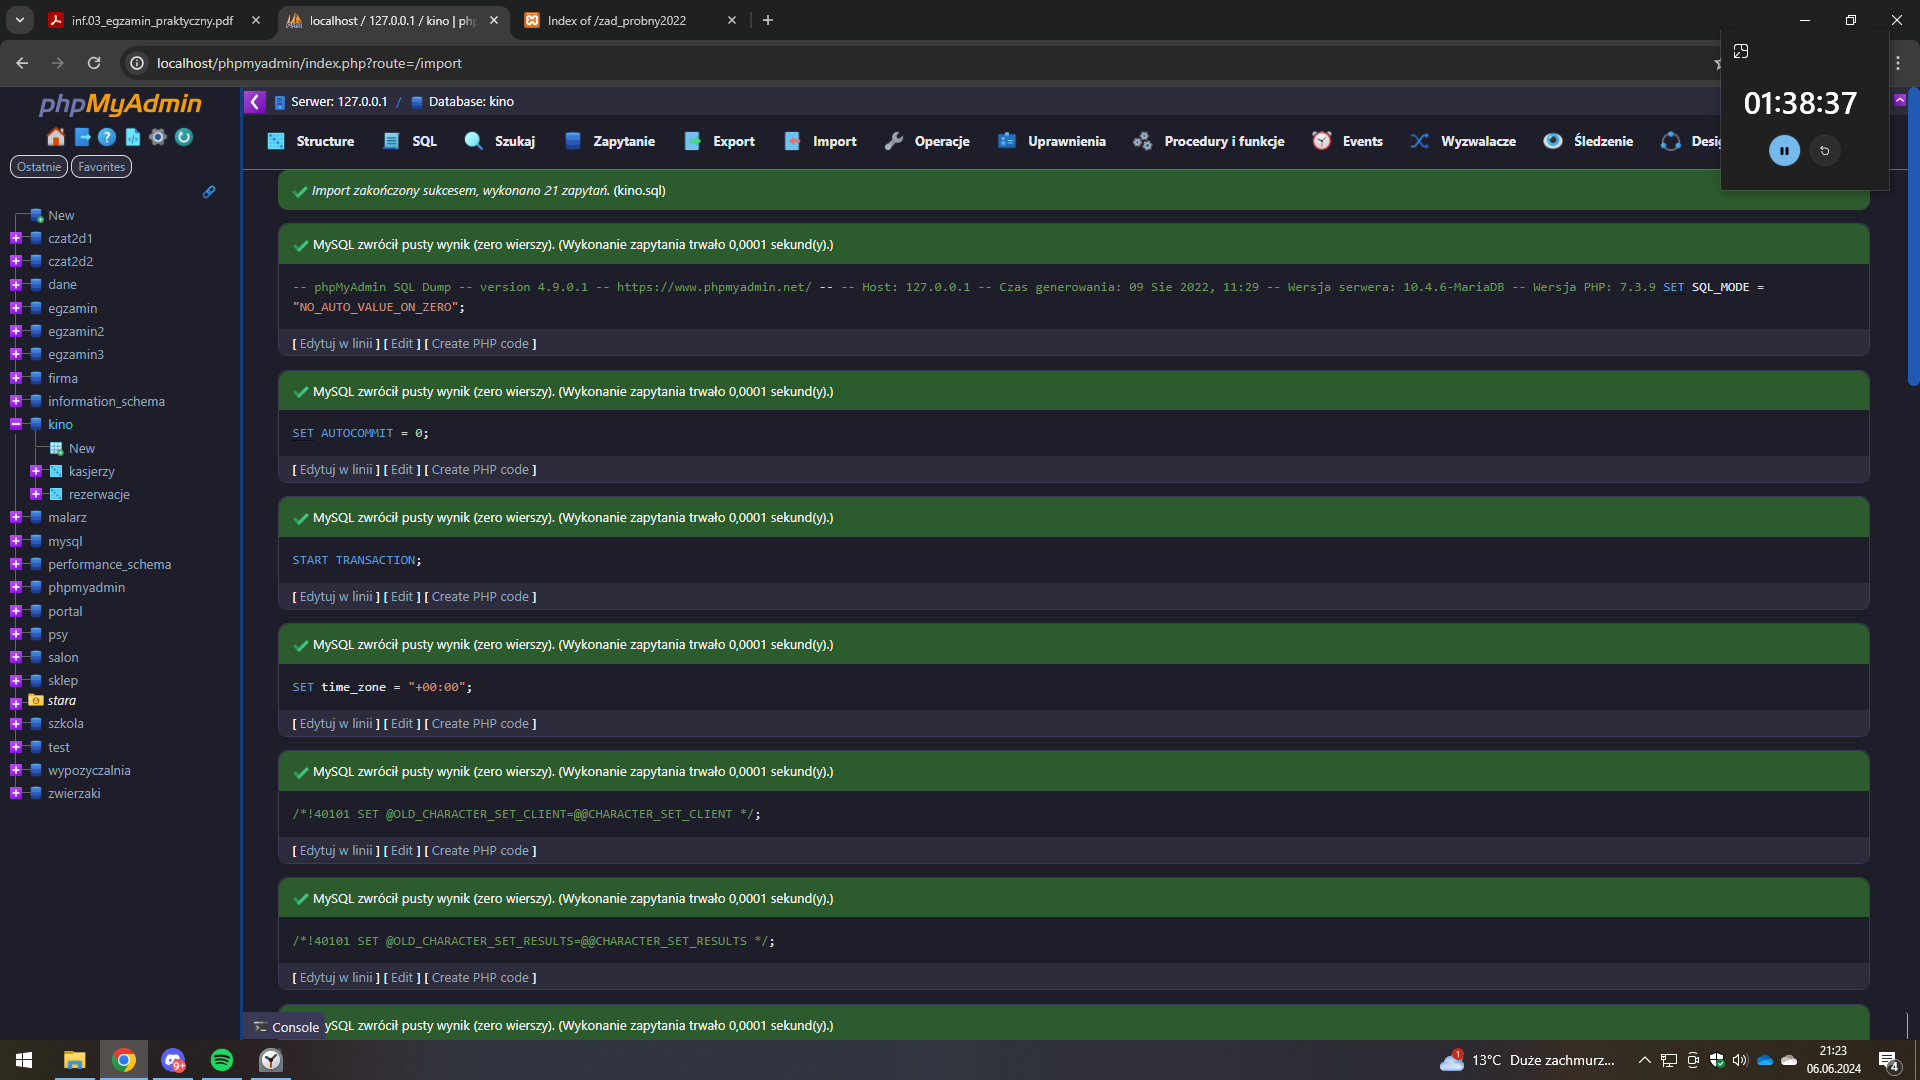 inf.03_egzamin_praktyczny.pdf
localhost / 127.0.0.1 / kino | php
Index of /zad_probny2022
localhost/phpmyadmin/index.php?route=/import
01:38:37
phpMyAdmin
Ostatnie
Favorites
New
czat2d1
czat2d2
dane
egzamin
egzamin2
egzamin3
firma
information_schema
kino
New
kasjerzy
rezerwacje
malarz
mysql
performance_schema
phpmyadmin
portal
psy
salon
sklep
stara
szkola
test
wypozyczalnia
zwierzaki
Serwer: 127.0.0.1 / Database: kino
Structure SQL Szukaj Zapytanie Export Import Operacje Uprawnienia Procedury i funkcje Events Wyzwalacze Śledzenie Desig
Import zakończony sukcesem, wykonano 21 zapytań. (kino.sql)
MySQL zwrócił pusty wynik (zero wierszy). (Wykonanie zapytania trwało 0,0001 sekund(y).)
-- phpMyAdmin SQL Dump -- version 4.9.0.1 -- https://www.phpmyadmin.net/ -- -- Host: 127.0.0.1 -- Czas generowania: 09 Sie 2022, 11:29 -- Wersja serwera: 10.4.6-MariaDB -- Wersja PHP: 7.3.9 SET SQL_MODE =
"NO_AUTO_VALUE_ON_ZERO";
[ Edytuj w linii ] [ Edit ] [ Create PHP code ]
MySQL zwrócił pusty wynik (zero wierszy). (Wykonanie zapytania trwało 0,0001 sekund(y).)
SET AUTOCOMMIT = 0;
[ Edytuj w linii ] [ Edit ] [ Create PHP code ]
MySQL zwrócił pusty wynik (zero wierszy). (Wykonanie zapytania trwało 0,0001 sekund(y).)
START TRANSACTION;
[ Edytuj w linii ] [ Edit ] [ Create PHP code ]
MySQL zwrócił pusty wynik (zero wierszy). (Wykonanie zapytania trwało 0,0001 sekund(y).)
SET time_zone = "+00:00";
[ Edytuj w linii ] [ Edit ] [ Create PHP code ]
MySQL zwrócił pusty wynik (zero wierszy). (Wykonanie zapytania trwało 0,0001 sekund(y).)
/*!40101 SET @OLD_CHARACTER_SET_CLIENT=@@CHARACTER_SET_CLIENT */;
[ Edytuj w linii ] [ Edit ] [ Create PHP code ]
MySQL zwrócił pusty wynik (zero wierszy). (Wykonanie zapytania trwało 0,0001 sekund(y).)
/*!40101 SET @OLD_CHARACTER_SET_RESULTS=@@CHARACTER_SET_RESULTS */;
[ Edytuj w linii ] [ Edit ] [ Create PHP code ]
Console
ySQL zwrócił pusty wynik (zero wierszy). (Wykonanie zapytania trwało 0,0001 sekund(y).)
9+
1
13°C Duże zachmurz...
21:23
06.06.2024
4